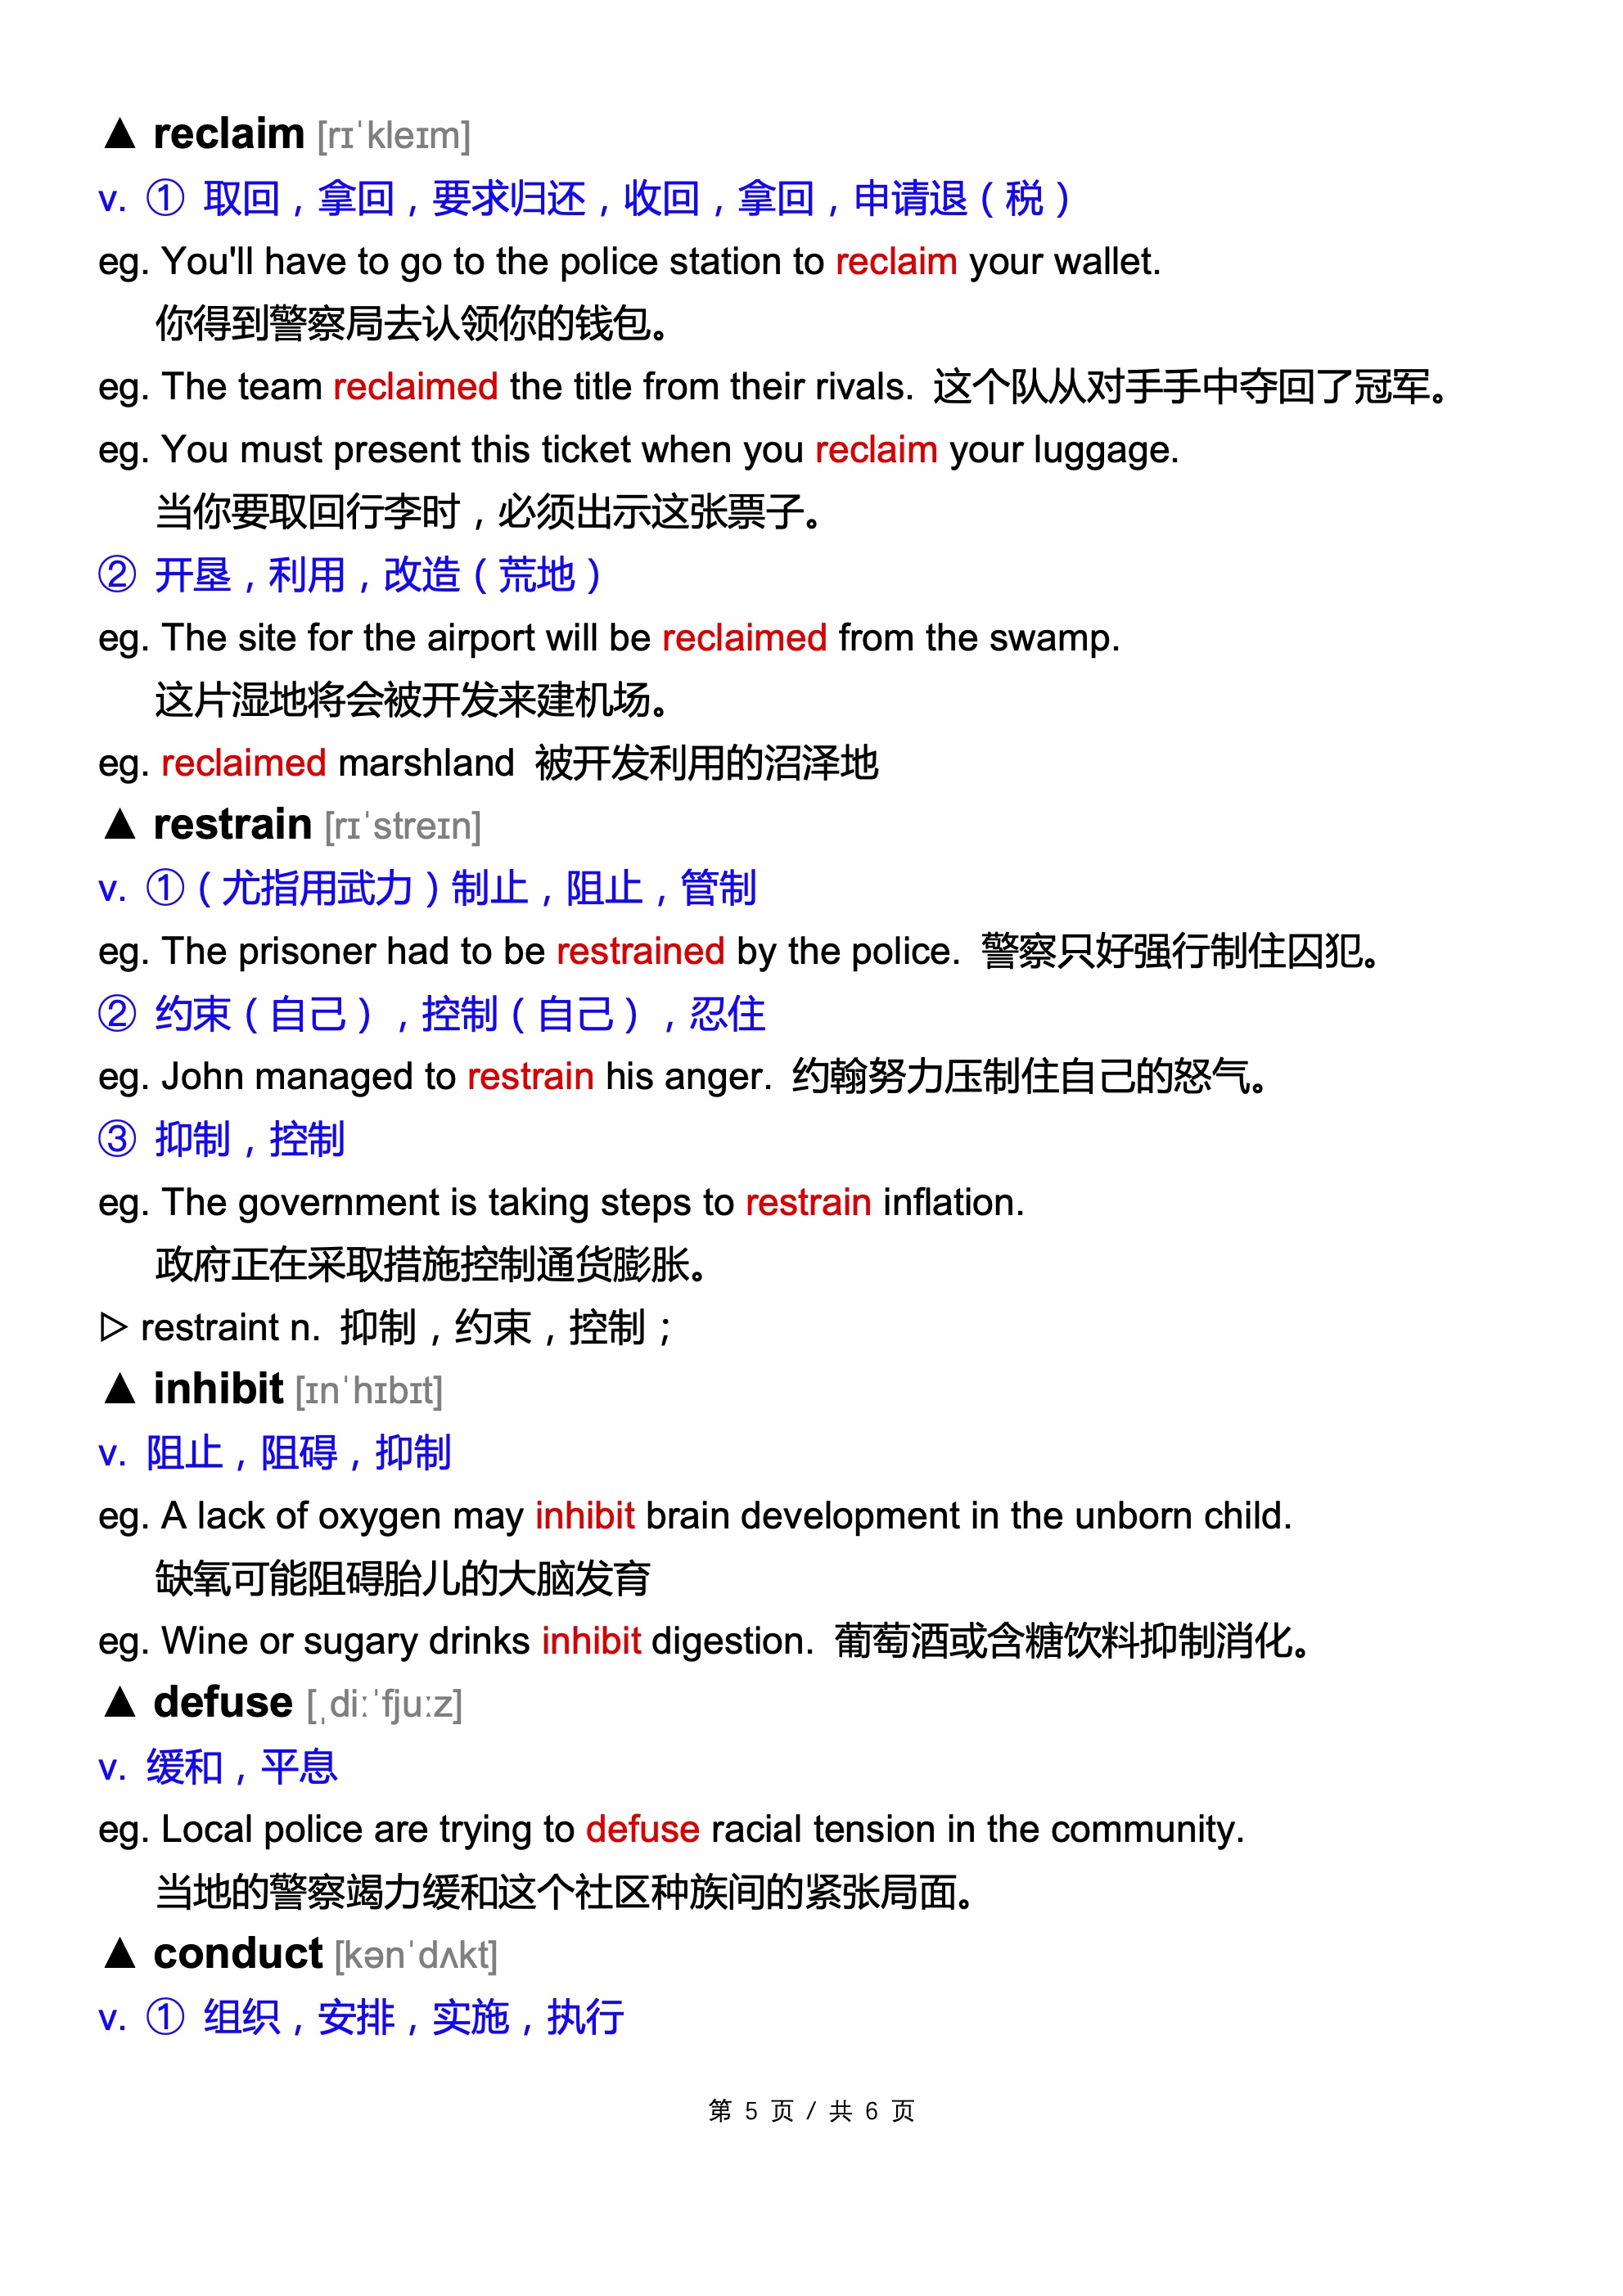 ▲ reclaim [rɪˈkleɪm]
v. ① 取回，拿回，要求归还，收回，拿回，申请退（税）
eg. You'll have to go to the police station to reclaim your wallet.
你得到警察局去认领你的钱包。
eg. The team reclaimed the title from their rivals. 这个队从对手手中夺回了冠军。
eg. You must present this ticket when you reclaim your luggage.
当你要取回行李时，必须出示这张票子。
② 开垦，利用，改造（荒地）
eg. The site for the airport will be reclaimed from the swamp.
这片湿地将会被开发来建机场。
eg. reclaimed marshland 被开发利用的沼泽地
▲ restrain [rɪˈstreɪn]
v. ①（尤指用武力）制止，阻止，管制
eg. The prisoner had to be restrained by the police. 警察只好强行制住囚犯。
② 约束（自己），控制（自己），忍住
eg. John managed to restrain his anger. 约翰努力压制住自己的怒气。
③ 抑制，控制
eg. The government is taking steps to restrain inflation.
政府正在采取措施控制通货膨胀。
▷ restraint n. 抑制，约束，控制；
▲ inhibit [ɪnˈhɪbɪt]
v. 阻止，阻碍，抑制
eg. A lack of oxygen may inhibit brain development in the unborn child.
缺氧可能阻碍胎儿的大脑发育
eg. Wine or sugary drinks inhibit digestion. 葡萄酒或含糖饮料抑制消化。
▲ defuse [ˌdiːˈfjuːz]
v. 缓和，平息
eg. Local police are trying to defuse racial tension in the community.
当地的警察竭力缓和这个社区种族间的紧张局面。
▲ conduct [kənˈdʌkt]
v. ① 组织，安排，实施，执行
第 5 页 / 共 6 页